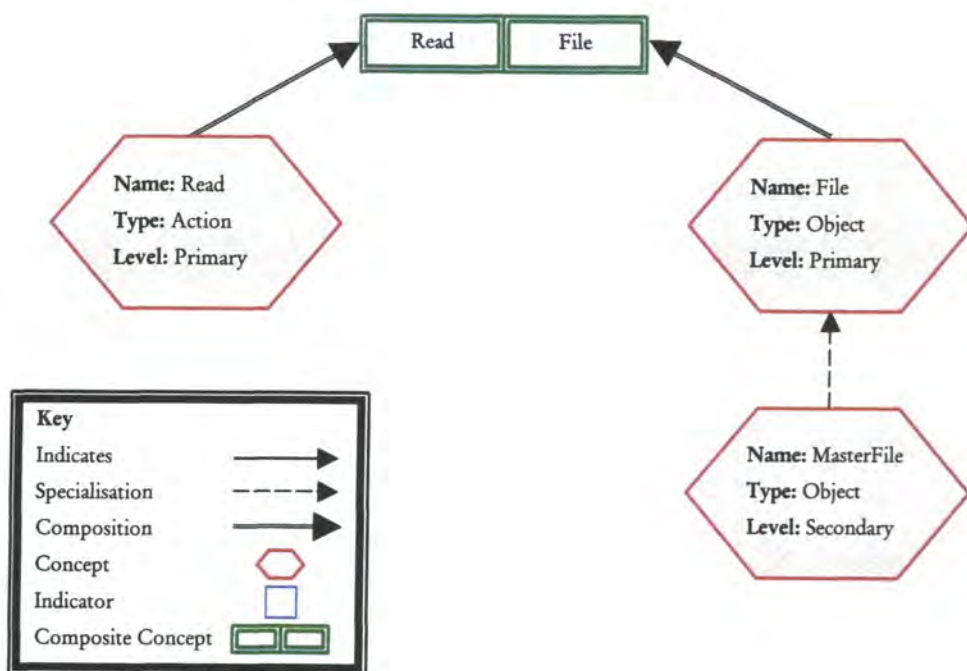 Read File
Name: Read
Type: Action
Level: Primary
Name: File
Type: Object
Level: Primary
Name: MasterFile
Type: Object
Level: Secondary
Key
Indicates
Specialisation
Composition
Concept
Indicator
Composite Concept